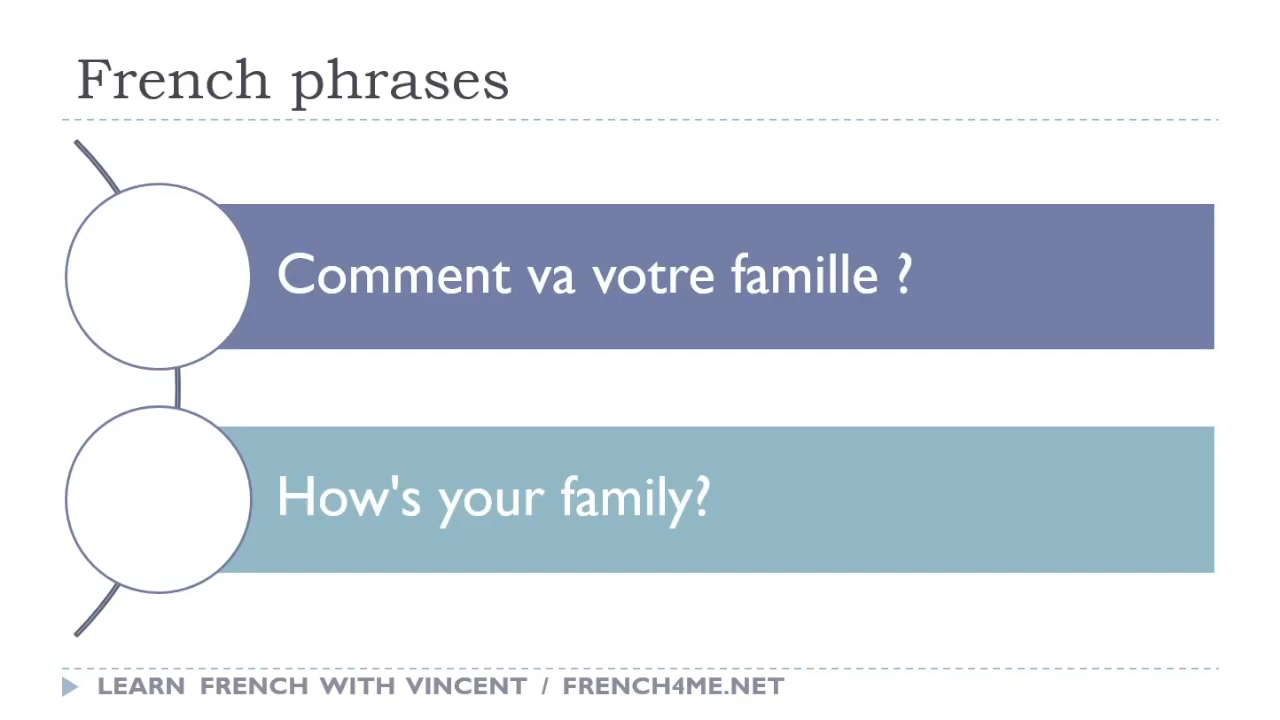 French phrases
Comment va votre famille ?
How's your family?
LEARN FRENCH WITH VINCENT / FRENCH4ME.NET